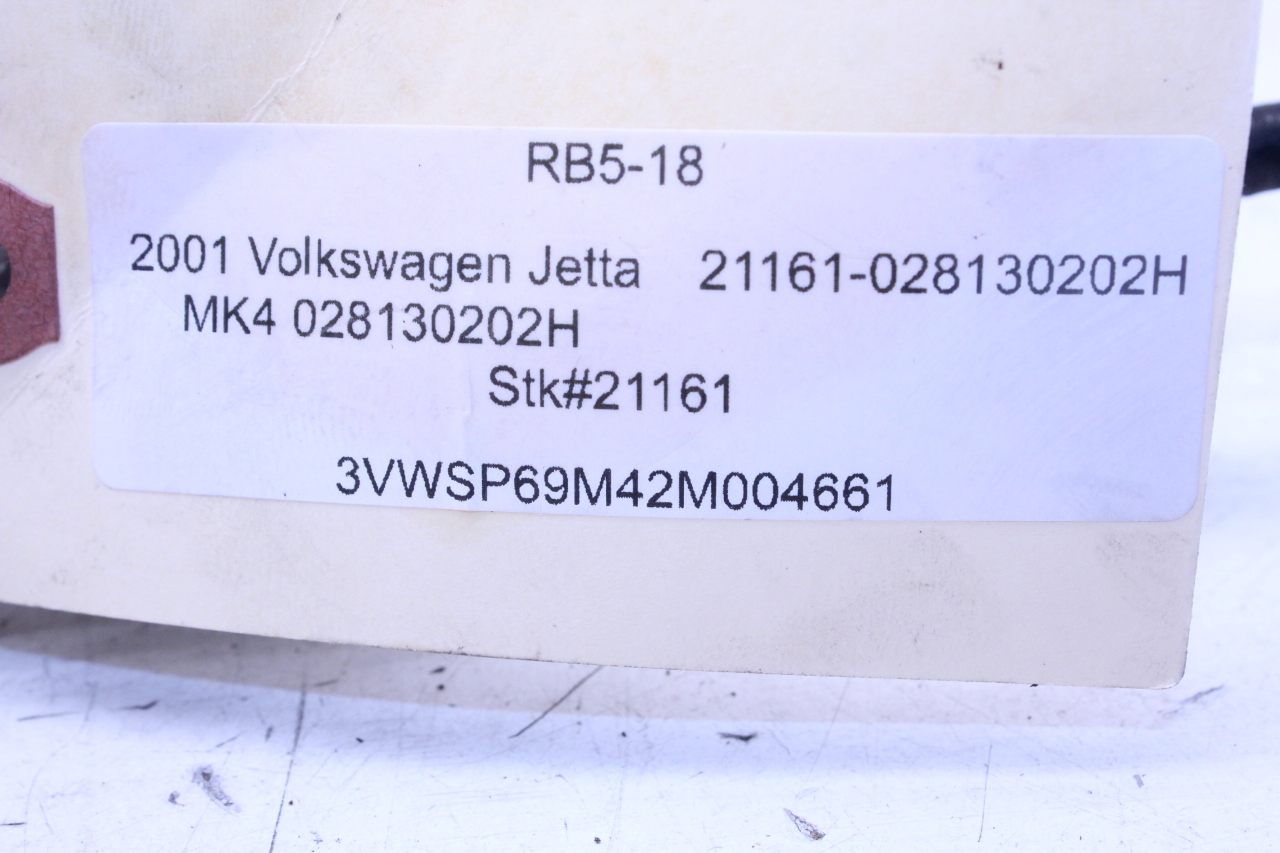 RB5-18
2001 Volkswagen Jetta 21161-028130202H
MK4 028130202H
Stk#21161
3VWSP69M42M004661